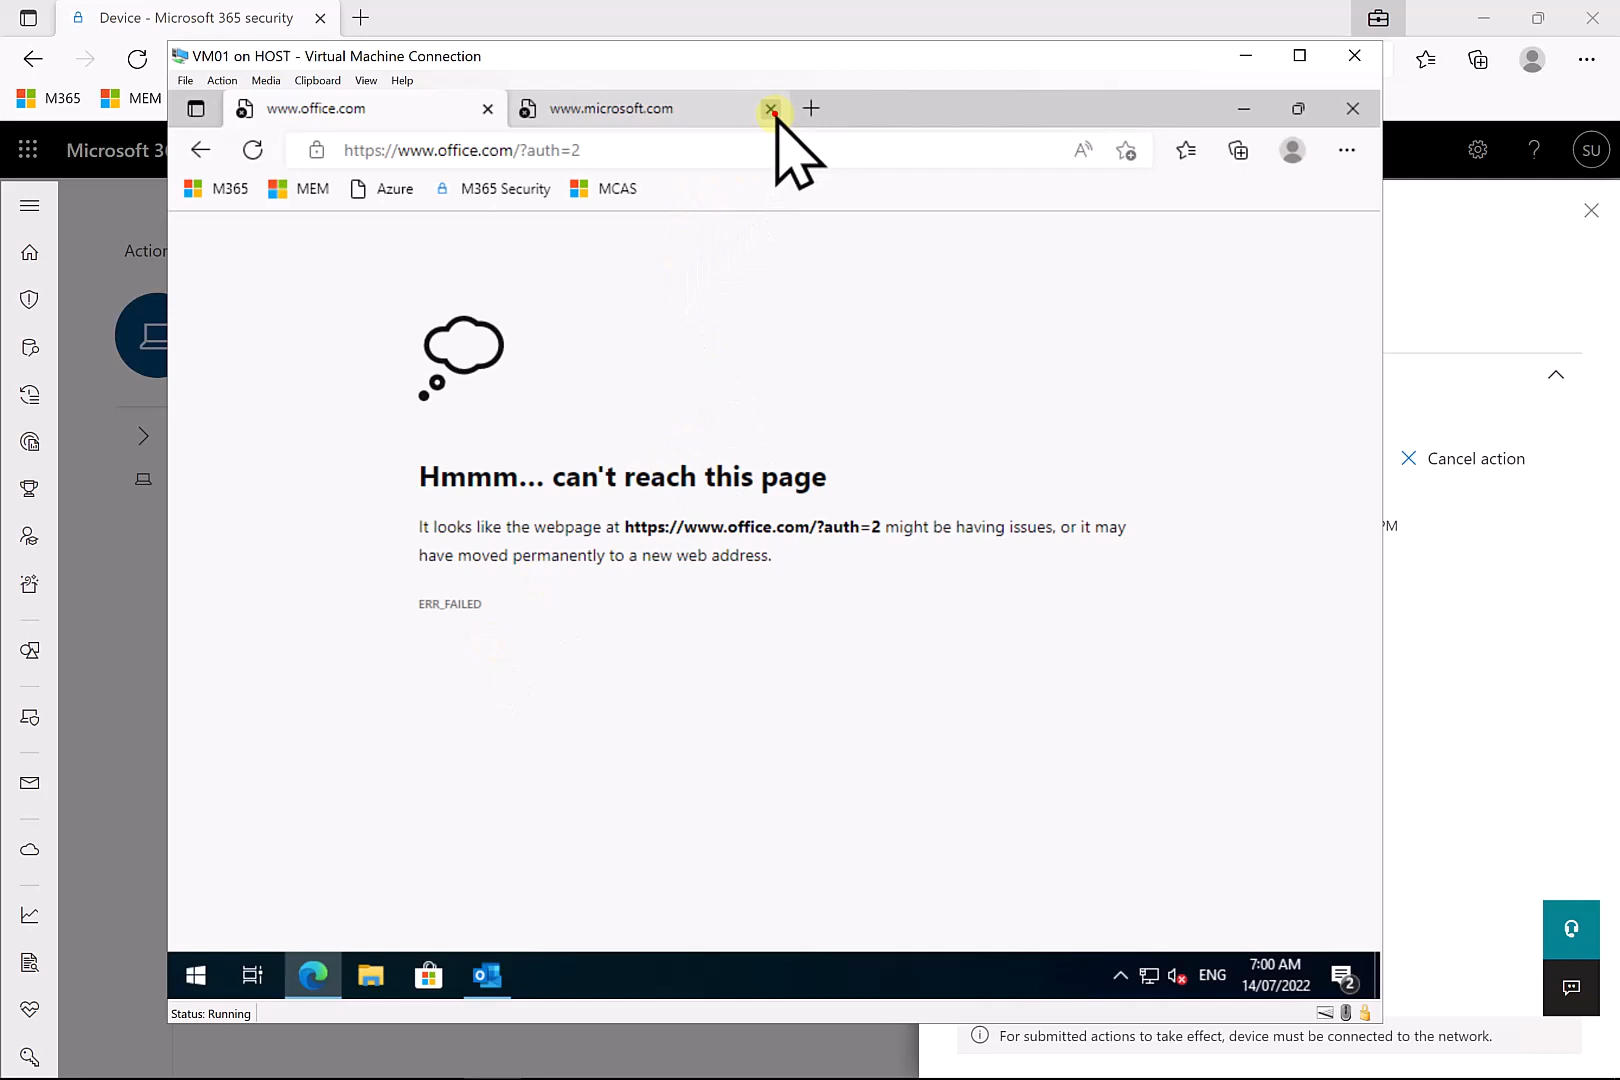 Device - Microsoft 365 security
VM01 on HOST - Virtual Machine Connection
File Action Media Clipboard View Help
M365 MEM
www.office.com www.microsoft.com
Microsoft 3
SU
https://www.office.com/?auth=2
M365 MEM Azure M365 Security MCAS
Action
Hmmm... can't reach this page
Cancel action
It looks like the webpage at https://www.office.com/?auth=2 might be having issues, or it may
PM
have moved permanently to a new web address.
ERR_FAILED
7:00 AM
ENG
14/07/2022
2
Status: Running
For submitted actions to take effect, device must be connected to the network.